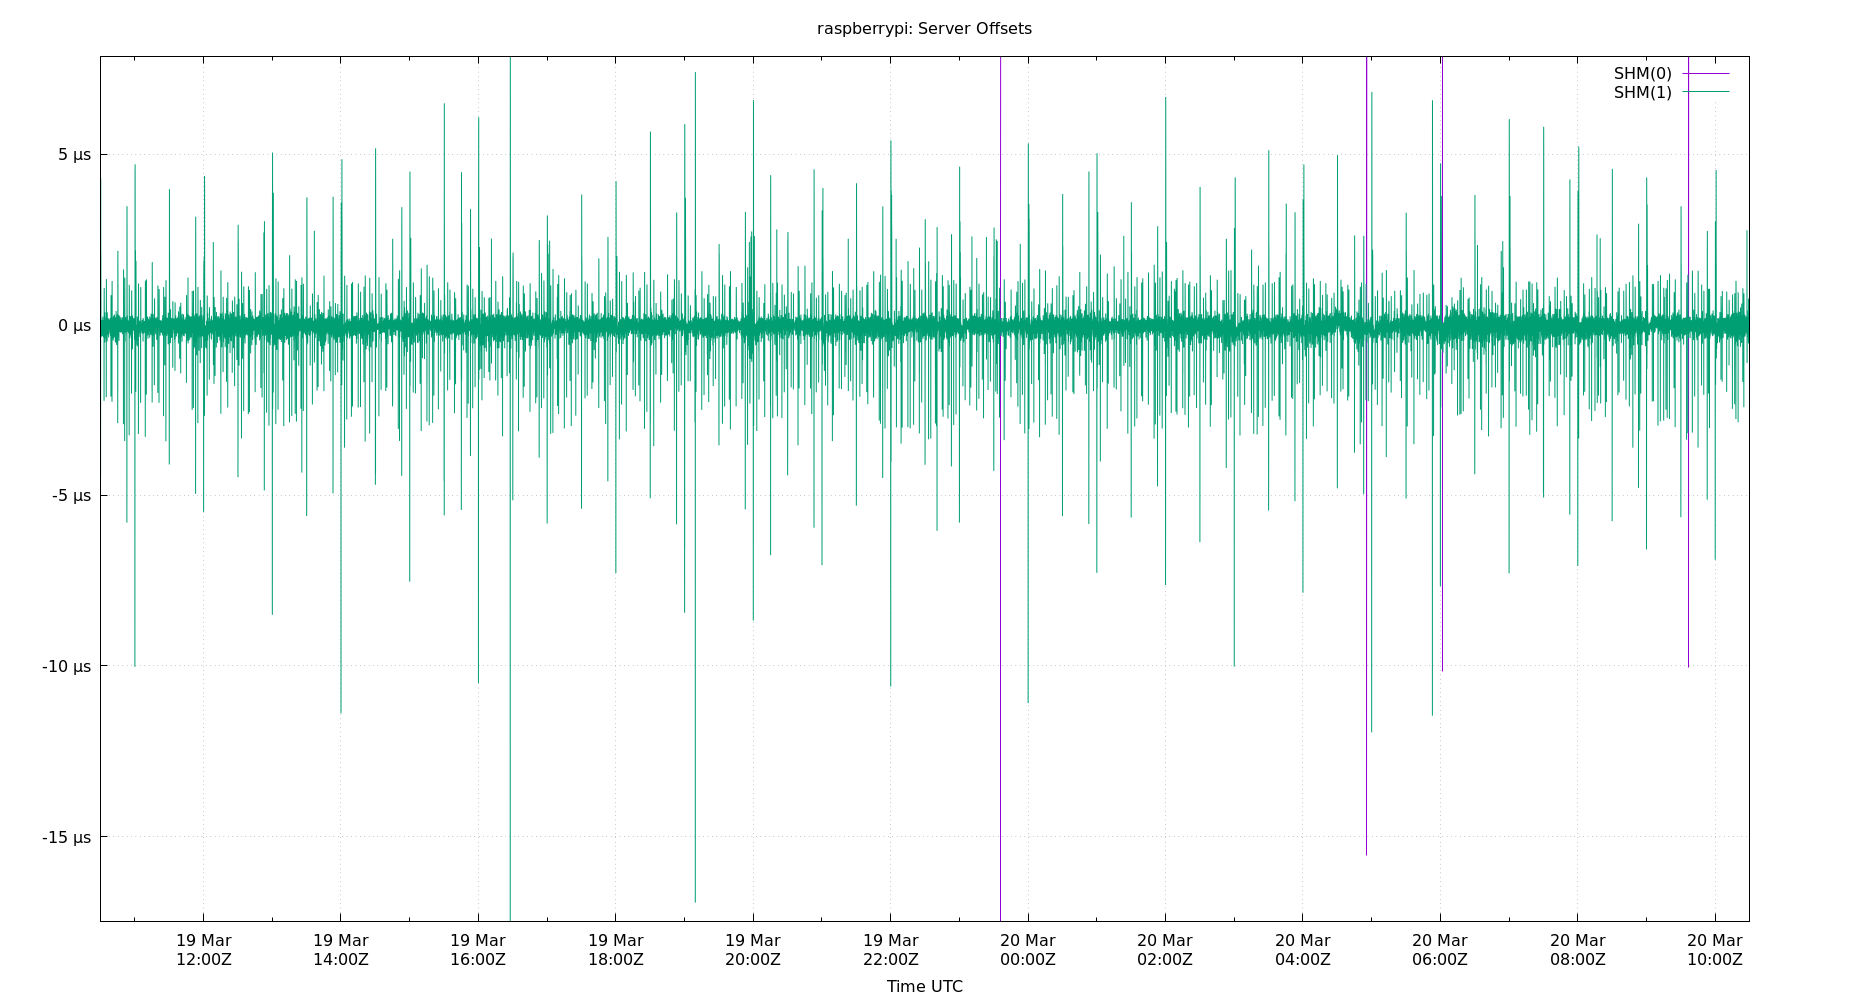 raspberrypi: Server Offsets
SHM(0)
SHM(1)
5 µs
0 µs
-5 µs
-10 µs
-15 µs
19 Mar 19 Mar 19 Mar 19 Mar 19 Mar 19 Mar 20 Mar 20 Mar 20 Mar 20 Mar 20 Mar 20 Mar
12:00Z 14:00Z 16:00Z 18:00Z 20:00Z 22:00Z 00:00Z 02:00Z 04:00Z 06:00Z 08:00Z 10:00Z
Time UTC